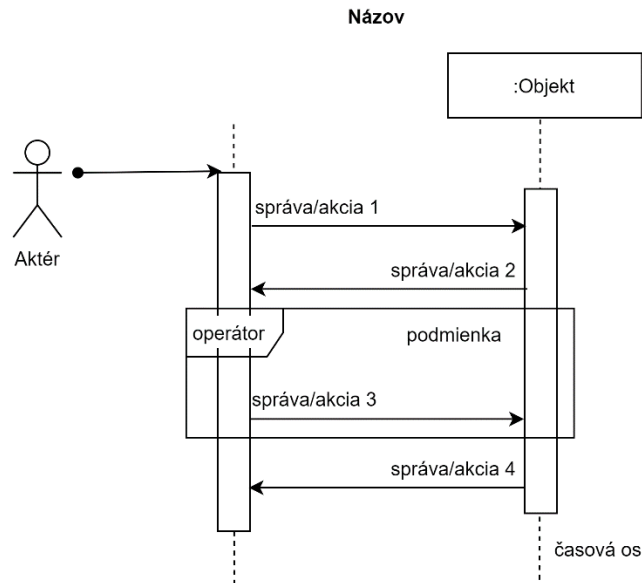 Názov
:Objekt
Aktér
správa/akcia 1
správa/akcia 2
operátor
podmienka
správa/akcia 3
správa/akcia 4
časová os